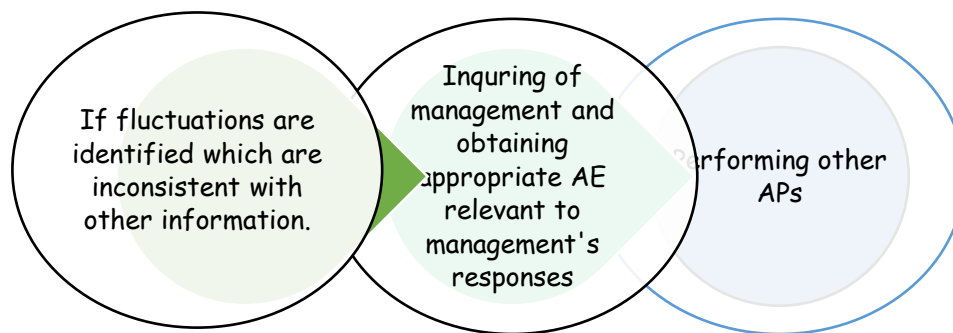 If fluctuations are
identified which are
inconsistent with
other information.
Inquring of
management and
obtaining
appropriate AE
relevant to
management's
responses
Performing other
APs